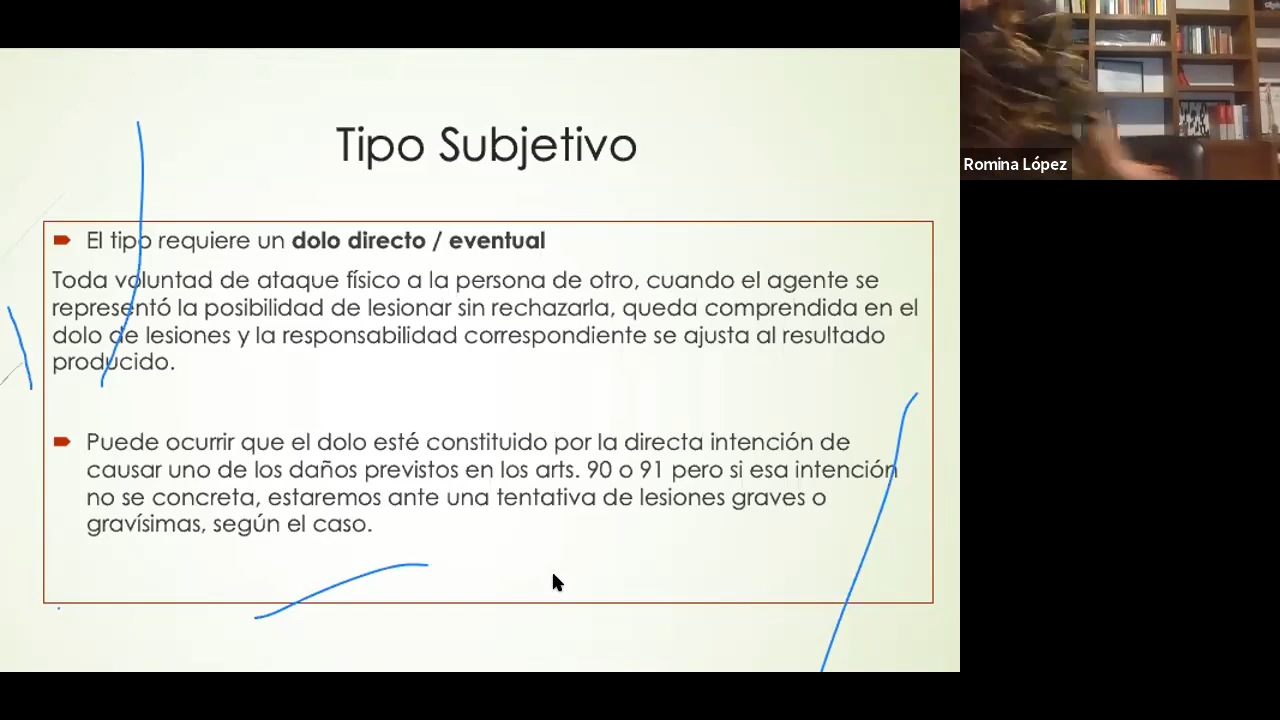 Tipo Subjetivo
El tipo requiere un dolo directo / eventual
Toda voluntad de ataque físico a la persona de otro, cuando el agente se
representó la posibilidad de lesionar sin rechazarla, queda comprendida en el
dolo de lesiones y la responsabilidad correspondiente se ajusta al resultado
producido.
Puede ocurrir que el dolo esté constituido por la directa intención de
causar uno de los daños previstos en los arts. 90 o 91 pero si esa intención
no se concreta, estaremos ante una tentativa de lesiones graves o
gravísimas, según el caso.
Romina López